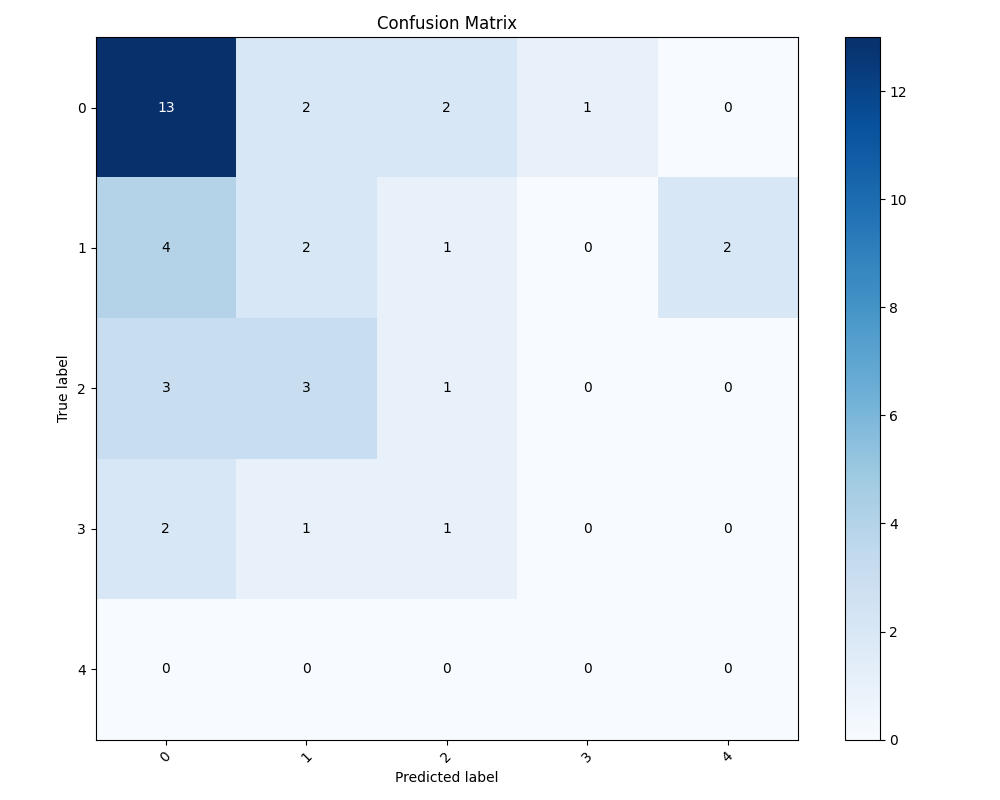 Confusion Matrix
0 13 2 2 1 0
1 4 2 1 0 2
2 3 3 1 0 0
3 2 1 1 0 0
4 0 0 0 0 0
0 1 2 3 4
True label
Predicted label
12
10
8
6
4
2
0